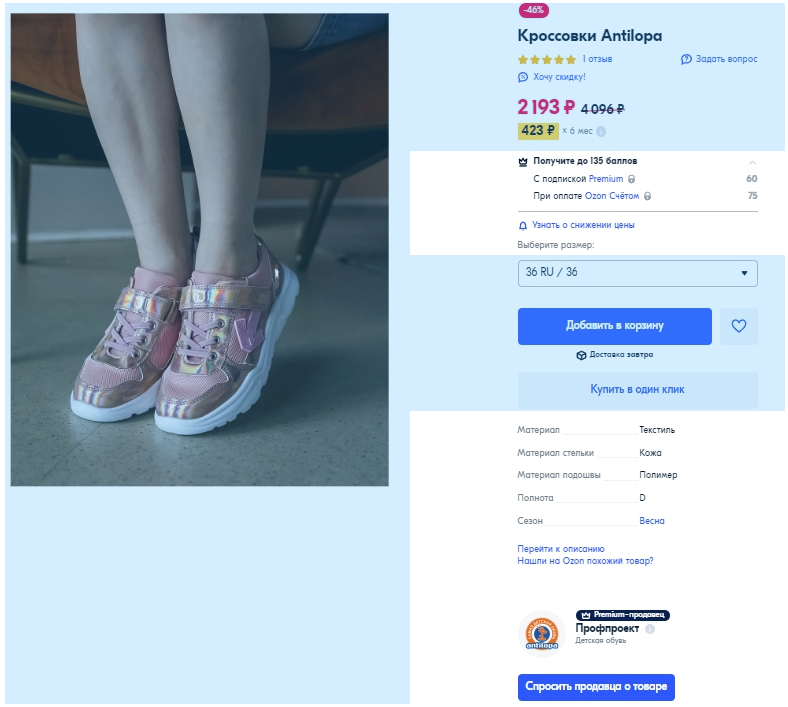 -46%
Кроссовки Antilopa
1 отзыв
Задать вопрос
Хочу скидку!
2 193 ₽ 4 096 ₽
423 ₽ × 6 мес
Получите до 135 баллов
С подпиской Premium 60
При оплате Ozon Счётом 75
Узнать о снижении цены
Выберите размер:
36 RU / 36
Добавить в корзину
Доставка завтра
Купить в один клик
Материал Текстиль
Материал стельки Кожа
Материал подошвы Полимер
Полнота D
Сезон Весна
Перейти к описанию
Нашли на Ozon похожий товар?
Premium-продавец
Профпроект
Детская обувь
antilopa
Спросить продавца о товаре